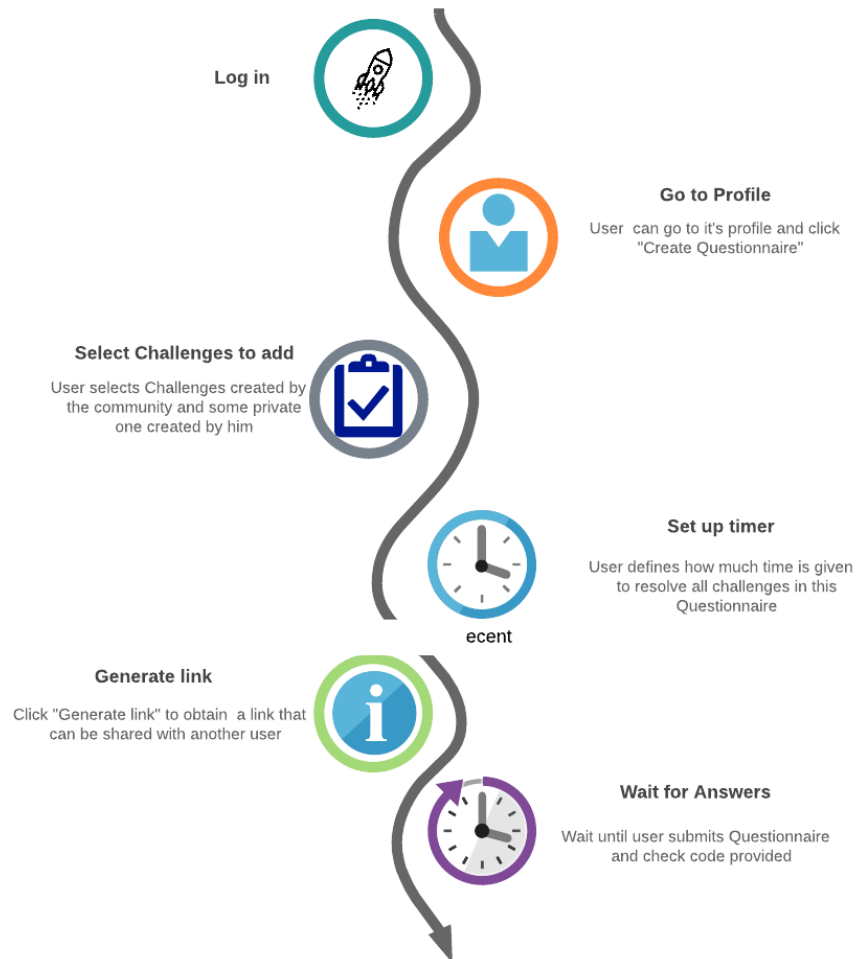 Log in
Go to Profile
User  can go to it's profile and click
"Create Questionnaire"
Select Challenges to add
User selects Challenges created by
the community and some private
one created by him
Set up timer
User defines how much time is given
to resolve all challenges in this
Questionnaire
ecent
Generate link
Click "Generate link" to obtain  a link that
can be shared with another user
Wait for Answers
Wait until user submits Questionnaire
and check code provided